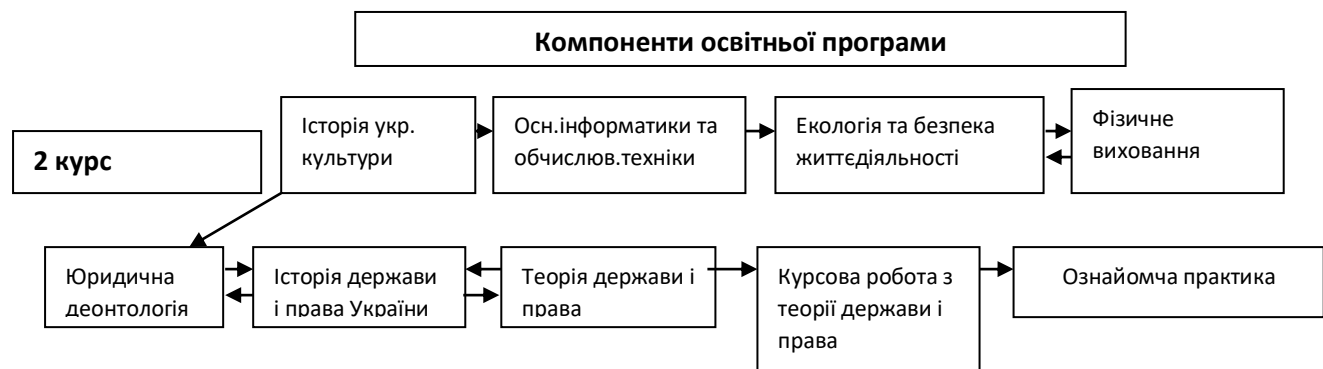 Компоненти освітньої програми
2 курс
Історія укр.
культури
Осн.інформатики та
обчислюв.техніки
Екологія та безпека
життєдіяльності
Фізичне
виховання
Юридична
деонтологія
Історія держави
і права України
Теорія держави і
права
Курсова робота з
теорії держави і
права
Ознайомча практика